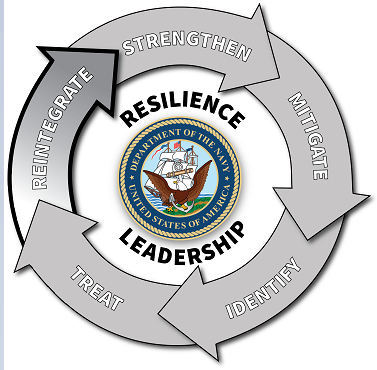 STRENGTHEN
MITIGATE
IDENTIFY
TREAT
REINTEGRATE
RESILIENCE
DEPARTMENT OF THE NAVY
UNITED STATES OF AMERICA
LEADERSHIP